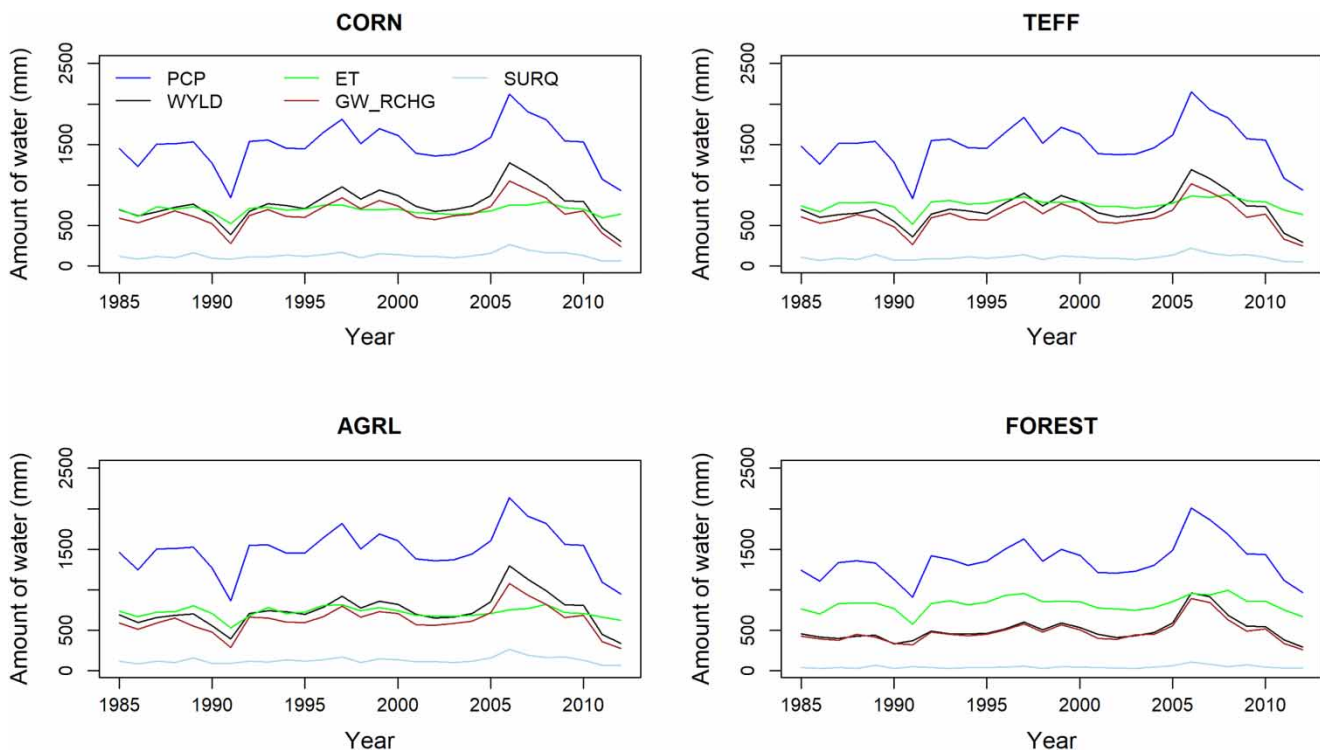 CORN
Amount of water (mm)
2500
1500
500
0
PCP
ET
SURQ
WYLD
GW_RCHG
1985
1990
1995
2000
2005
2010
Year
TEFF
Amount of water (mm)
2500
1500
500
0
1985
1990
1995
2000
2005
2010
Year
AGRL
Amount of water (mm)
2500
1500
500
0
1985
1990
1995
2000
2005
2010
Year
FOREST
Amount of water (mm)
2500
1500
500
0
1985
1990
1995
2000
2005
2010
Year